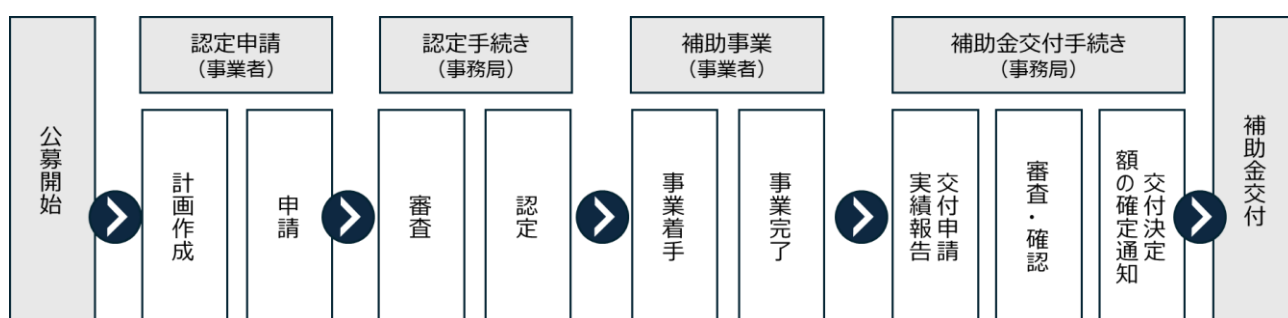 公募開始
認定申請
（事業者）
計画作成
申請
認定手続き
（事務局）
審査
認定
補助事業
（事業者）
事業着手
事業完了
補助金交付手続き
（事務局）
交付申請
実績報告
審査・確認
交付決定
額の確定通知
補助金交付